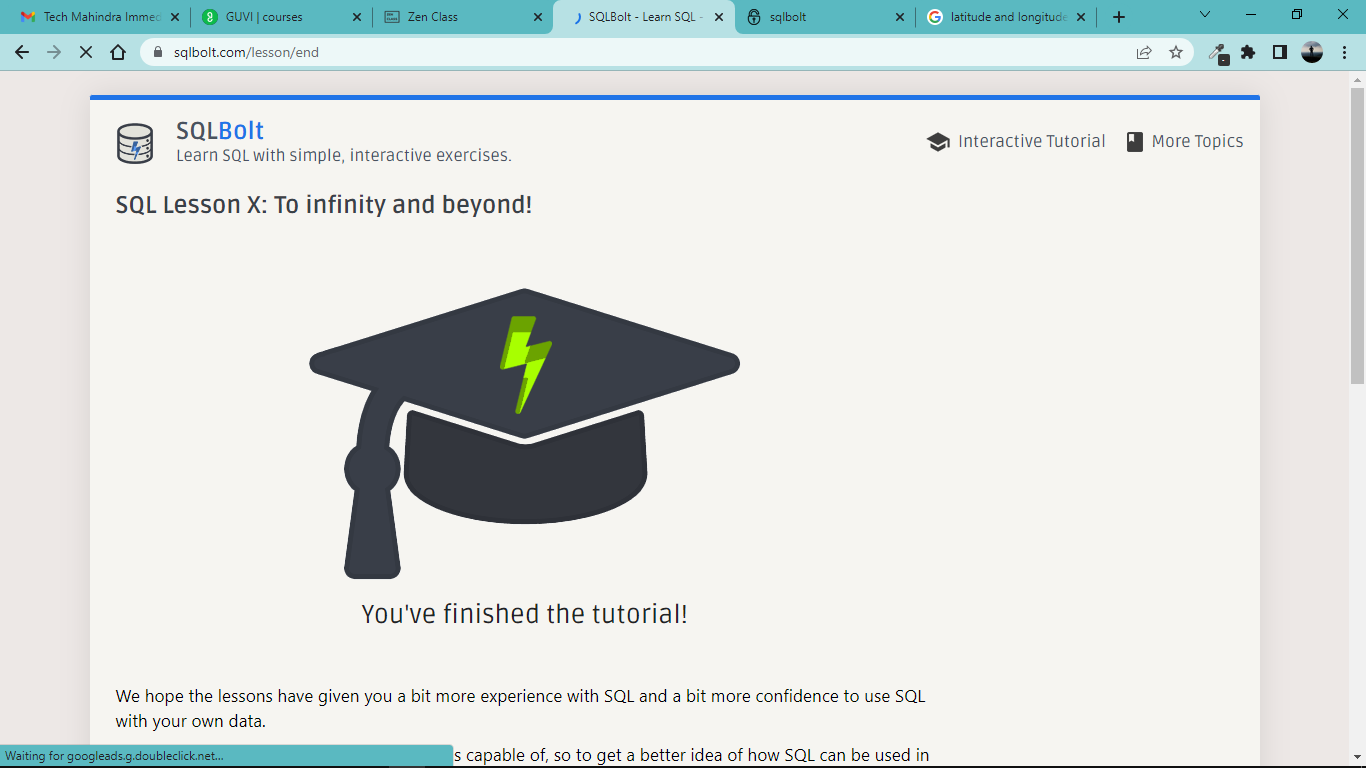 Tech Mahindra Immed
GUVI | courses
Zen Class
SQLBolt - Learn SQL -
sqlbolt
latitude and longitude
sqlbolt.com/lesson/end
SQLBolt
Learn SQL with simple, interactive exercises.
Interactive Tutorial
More Topics
SQL Lesson X: To infinity and beyond!
You've finished the tutorial!
We hope the lessons have given you a bit more experience with SQL and a bit more confidence to use SQL
with your own data.
s capable of, so to get a better idea of how SQL can be used in
Waiting for googleads.g.doubleclick.net...